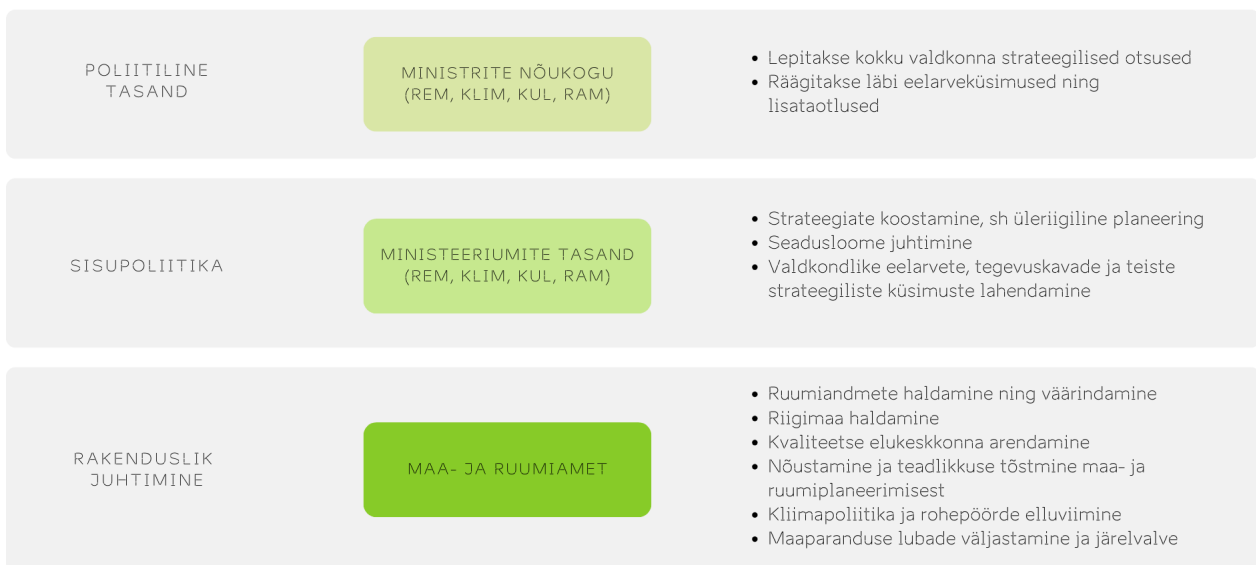 POLIITILINE
TASAND
MINISTRITE NÕUKOGU
(REM, KLIM, KUL, RAM)
• Lepitakse kokku valdkonna strateegilised otsused
• Räägitakse läbi eelarveküsimused ning
lisataotlused
SISUPOLIITIKA
MINISTEERIUMITE TASAND
(REM, KLIM, KUL, RAM)
• Strateegiate koostamine, sh üleriigiline planeering
• Seadusloome juhtimine
• Valdkondlike eelarvete, tegevuskavade ja teiste
strateegiliste küsimuste lahendamine
RAKENDUSLIK
JUHTIMINE
MAA- JA RUUMIAMET
• Ruumiandmete haldamine ning väärindamine
• Riigimaa haldamine
• Kvaliteetse elukeskkonna arendamine
• Nõustamine ja teadlikkuse tõstmine maa- ja
ruumiplaneerimisest
• Kliimapoliitika ja rohepöörde elluviimine
• Maaparanduse lubade väljastamine ja järelvalve